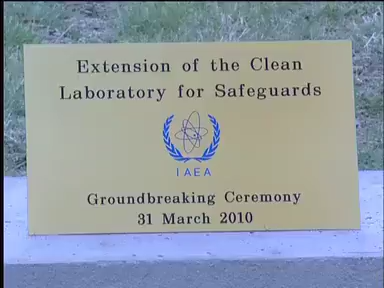 Extension of the Clean
Laboratory for Safeguards
IAEA
Groundbreaking Ceremony
31 March 2010